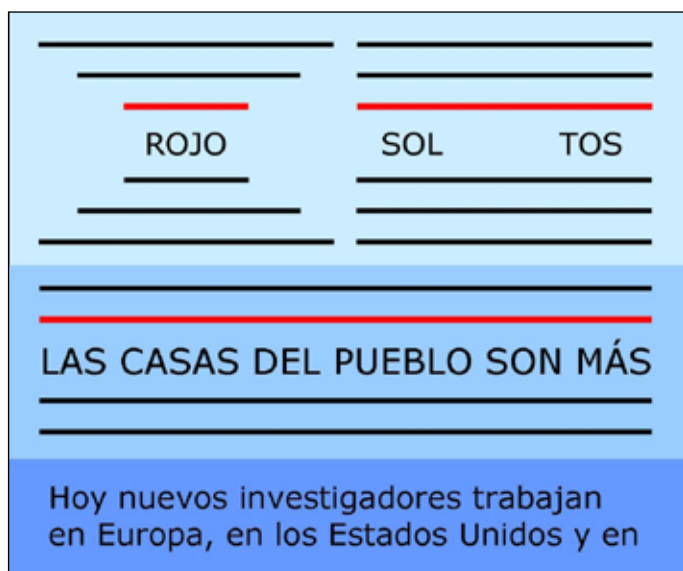 ROJO SOL TOS
LAS CASAS DEL PUEBLO SON MÁS
Hoy nuevos investigadores trabajan
en Europa, en los Estados Unidos y en